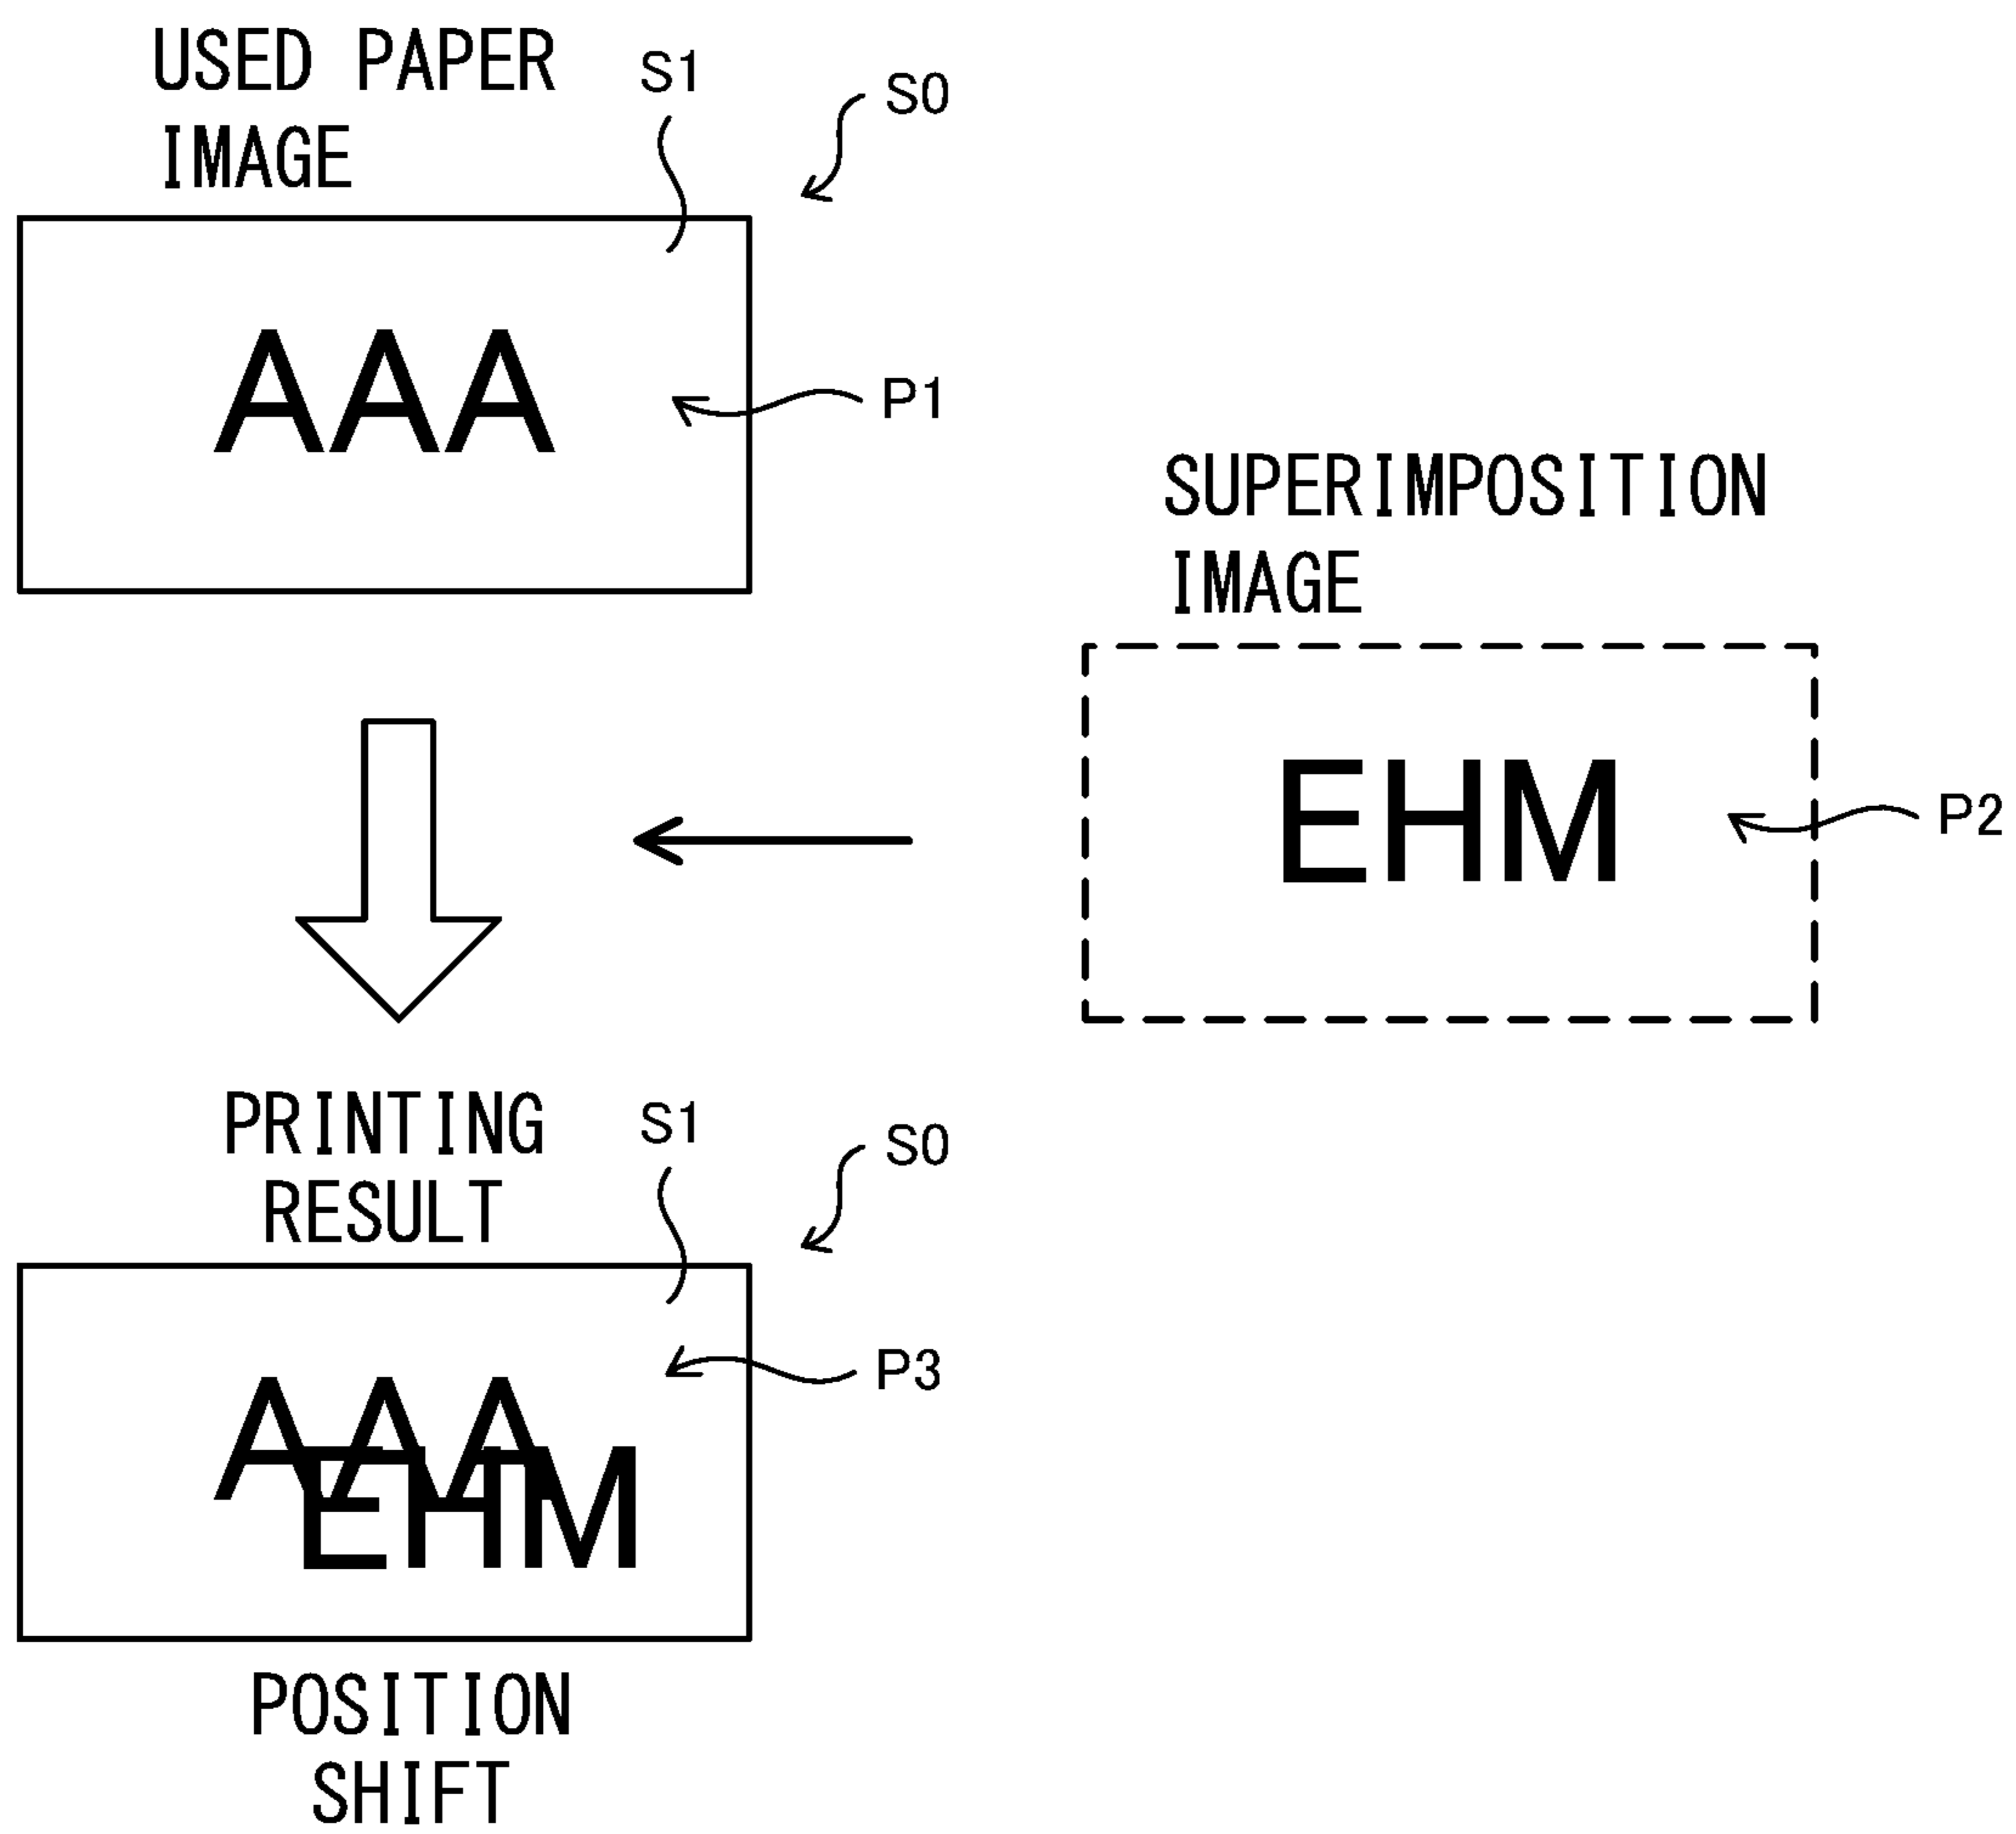 USED PAPER
IMAGE
S1
S0
AAA
P1
SUPERIMPOSITION
IMAGE
EHM
P2
PRINTING
RESULT
S1
S0
P3
AAA
EHM
POSITION
SHIFT